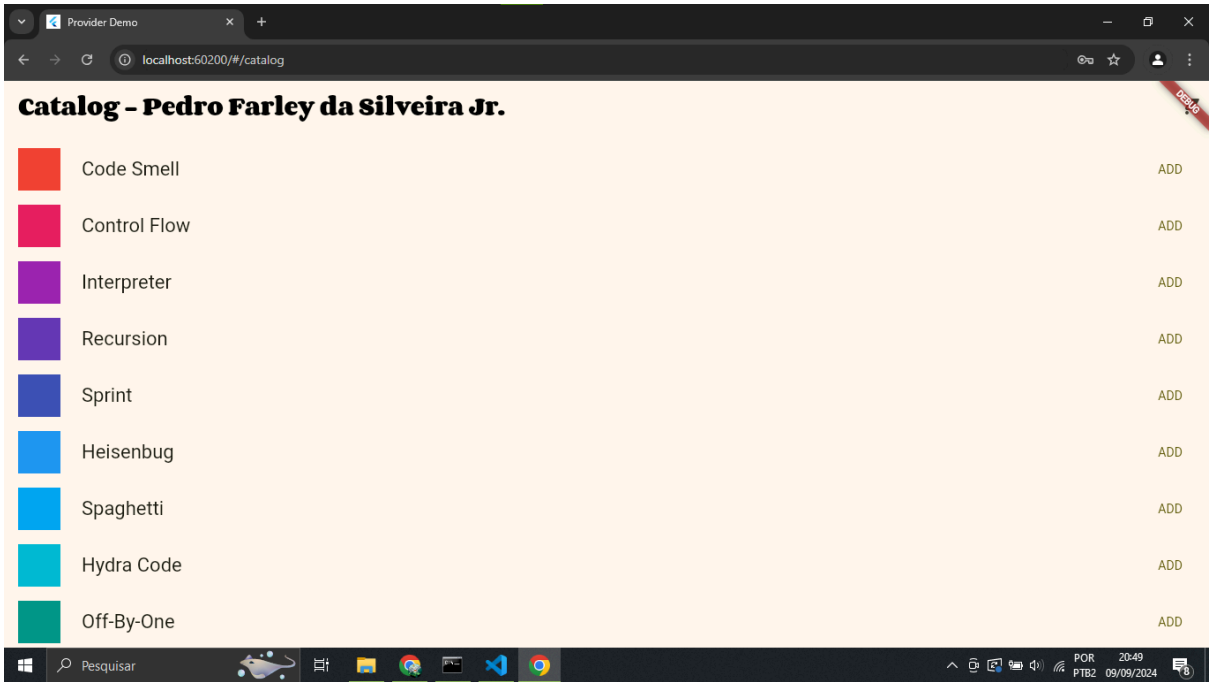 Provider Demo
localhost:60200/#/catalog
Catalog - Pedro Farley da Silveira Jr.
DEBUG
Code Smell ADD
Control Flow ADD
Interpreter ADD
Recursion ADD
Sprint ADD
Heisenbug ADD
Spaghetti ADD
Hydra Code ADD
Off-By-One ADD
Pesquisar
POR 20:49
PTB2 09/09/2024 8